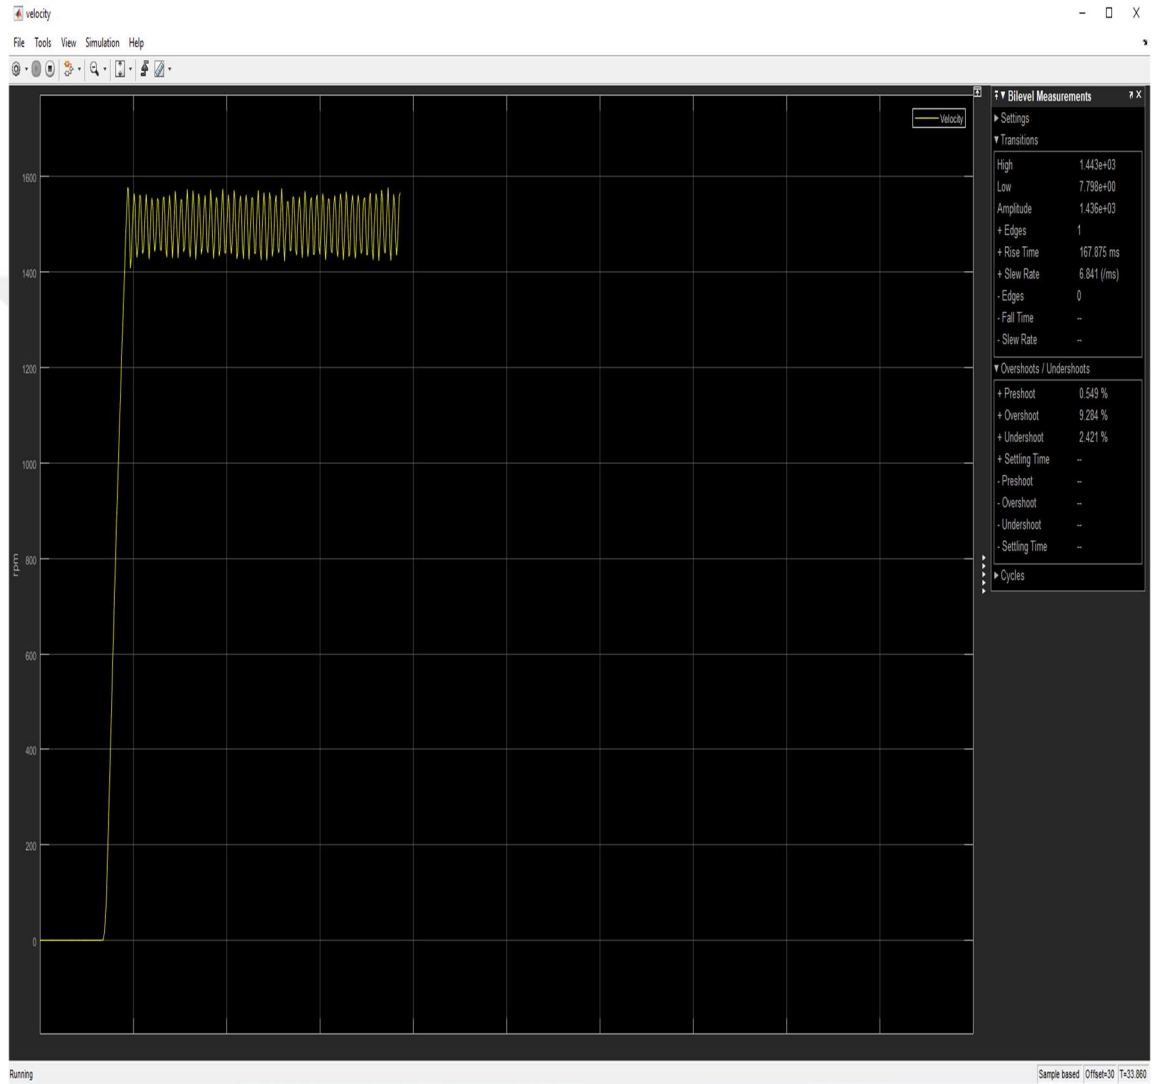 velocity
File Tools View Simulation Help
Velocity
1600
1400
1200
1000
800
600
400
200
0
rpm
Bilevel Measurements
Settings
Transitions
High 1.443e+03
Low 7.798e+00
Amplitude 1.436e+03
+ Edges 1
+ Rise Time 167.875 ms
+ Slew Rate 6.841 (/ms)
- Edges 0
- Fall Time --
- Slew Rate --
Overshoots / Undershoots
+ Preshoot 0.549 %
+ Overshoot 9.284 %
+ Undershoot 2.421 %
+ Settling Time --
- Preshoot --
- Overshoot --
- Undershoot --
- Settling Time --
Cycles
Running
Sample based Offset=30 T=33.860